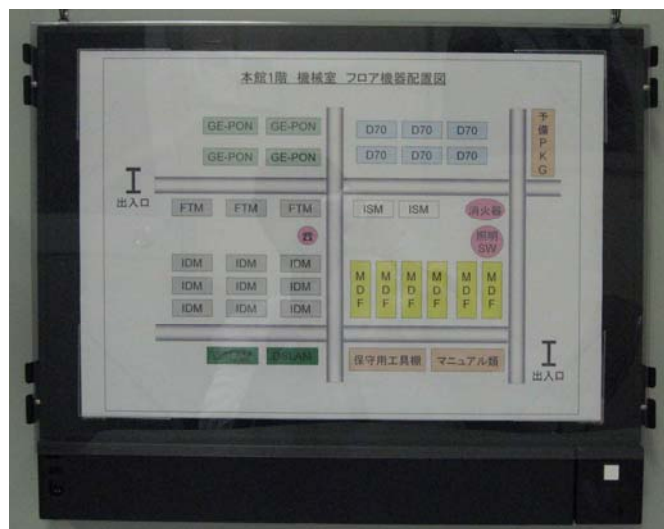 本館1階 機械室 フロア機器配置図
GE-PON GE-PON D70 D70 D70 予備PKG
GE-PON GE-PON D70 D70 D70
出入口
FTM FTM FTM ISM ISM 消火器
照明SW
IDM IDM IDM MDF MDF MDF MDF MDF MDF
IDM IDM IDM
IDM IDM IDM
DSLAM 保守用工具棚 マニュアル類
出入口